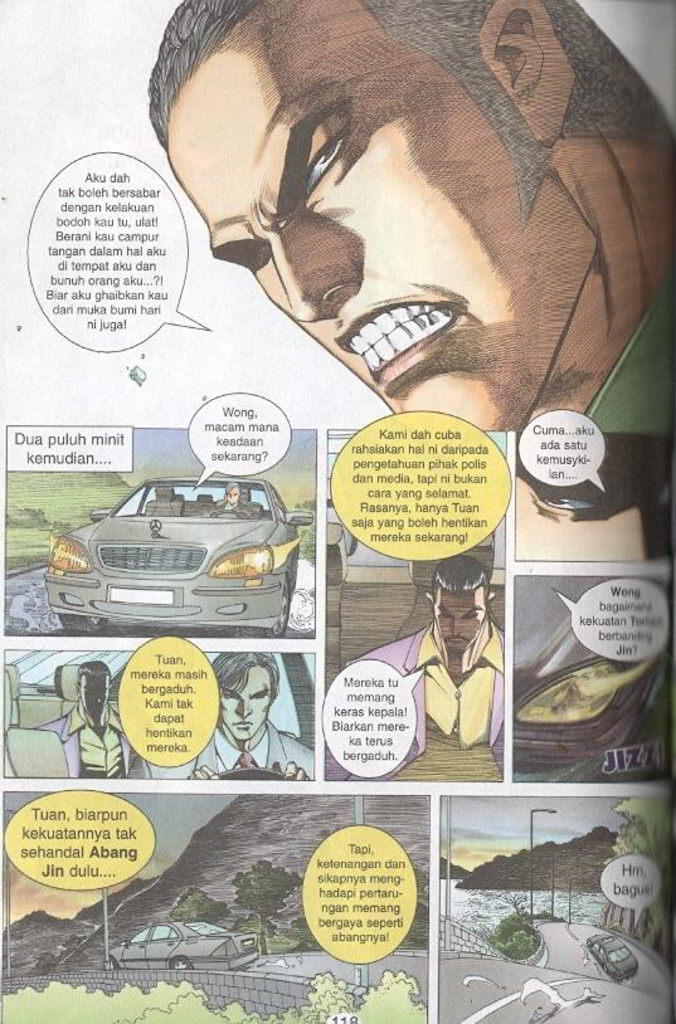 Aku dah
tak boleh bersabar
dengan kelakuan
bodoh kau tu, ulat!
Berani kau campur
tangan dalam hal aku
di tempat aku dan
bunuh orang aku...?!
Biar aku ghaibkan kau
dari muka bumi hari
ni juga!
Dua puluh minit
kemudian....
Wong,
macam mana
keadaan
sekarang?
Kami dah cuba
rahsiakan hal ni daripada
pengetahuan pihak polis
dan media, tapi ni bukan
cara yang selamat.
Rasanya, hanya Tuan
saja yang boleh hentikan
mereka sekarang!
Cuma...aku
ada satu
kemusyki-
lan....
Tuan,
mereka masih
bergaduh.
Kami tak
dapat
hentikan
mereka.
Mereka tu
memang
keras kepala!
Biarkan mere-
ka terus
bergaduh.
Wong,
bagaimana
kekuatan
berbanding
Jin?
Tuan, biarpun
kekuatannya tak
sehandal Abang
Jin dulu....
Tapi,
ketenangan dan
sikapnya meng-
hadapi pertaru-
ngan memang
bergaya seperti
abangnya!
Hm,
bagus!
118